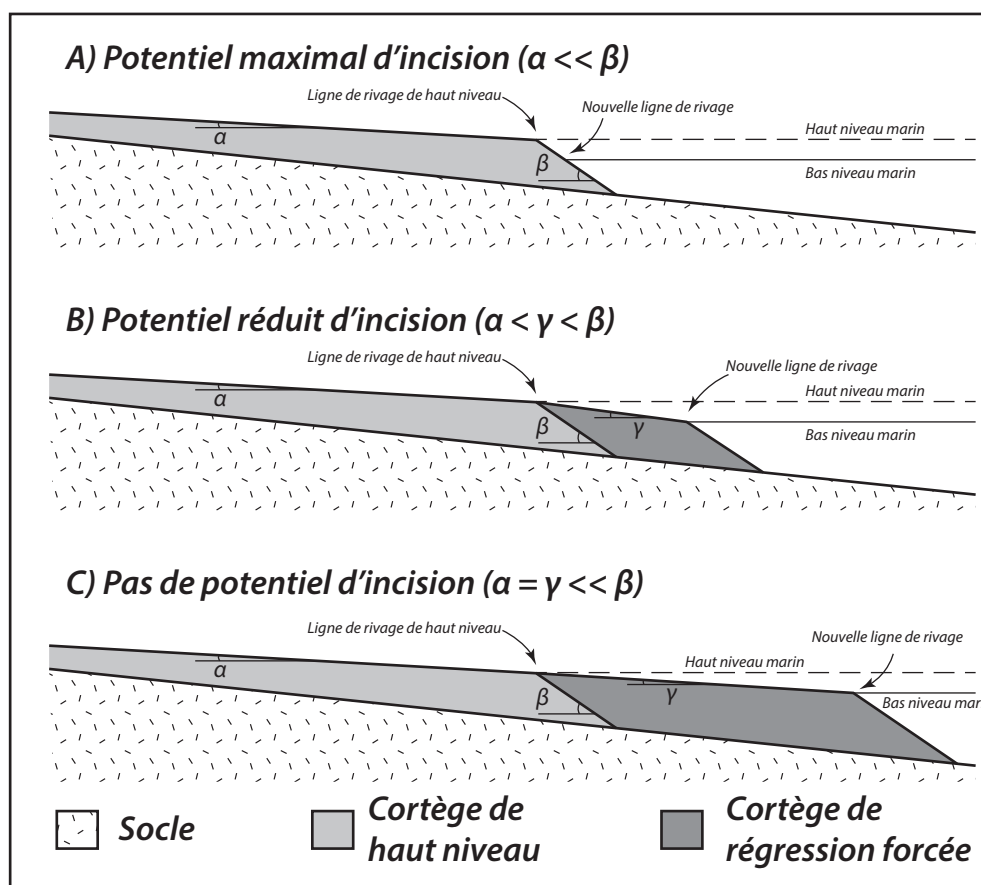 A) Potentiel maximal d'incision (α << β)
Ligne de rivage de haut niveau
Nouvelle ligne de rivage
Haut niveau marin
Bas niveau marin
α
β
B) Potentiel réduit d'incision (α < γ < β)
Ligne de rivage de haut niveau
Nouvelle ligne de rivage
Haut niveau marin
Bas niveau marin
α
β
γ
C) Pas de potentiel d'incision (α = γ << β)
Ligne de rivage de haut niveau
Nouvelle ligne de rivage
Haut niveau marin
Bas niveau mar
α
β
γ
Socle
Cortège de
haut niveau
Cortège de
régression forcée